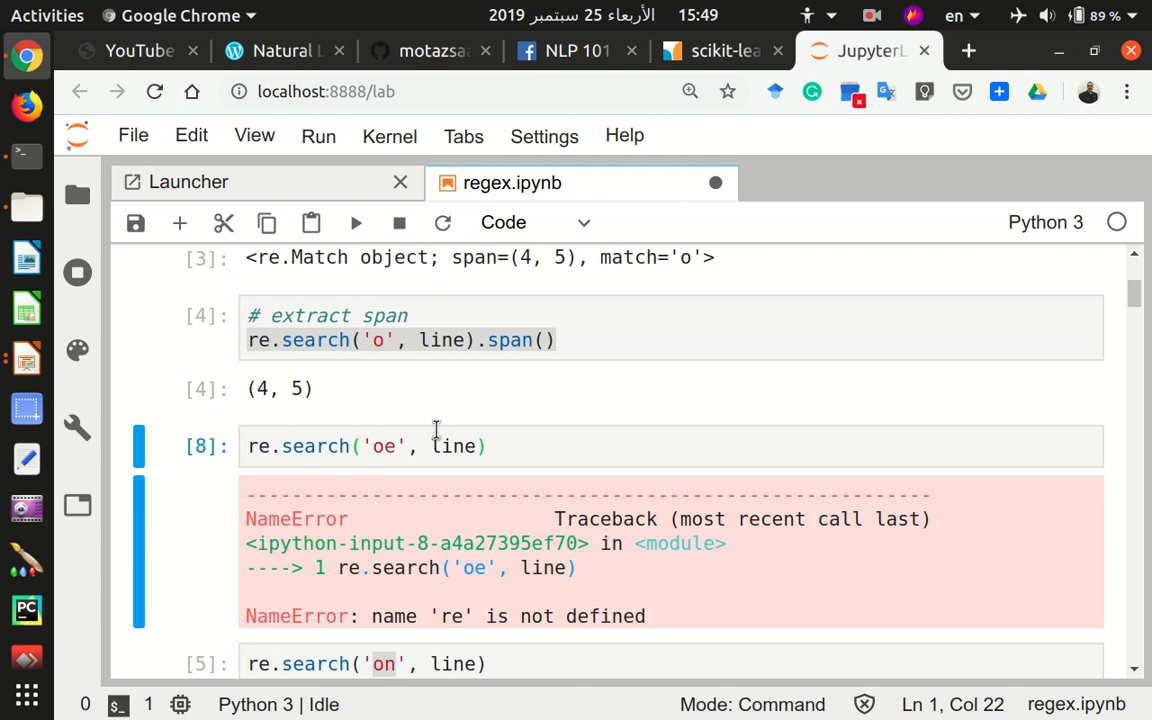 Activities Google Chrome الأربعاء 25 سبتمبر 2019 15:49 en 89 %
YouTube Natural L motazsaa NLP 101 scikit-lea JupyterL
localhost:8888/lab
File Edit View Run Kernel Tabs Settings Help
Launcher regex.ipynb
Code Python 3
[3]: <re.Match object; span=(4, 5), match='o'>
[4]: # extract span
re.search('o', line).span()
[4]: (4, 5)
[8]: re.search('oe', line)
------------------------------------------------------------
NameError Traceback (most recent call last)
<ipython-input-8-a4a27395ef70> in <module>
----> 1 re.search('oe', line)
NameError: name 're' is not defined
[5]: re.search('on', line)
0 $_ 1 Python 3 | Idle Mode: Command Ln 1, Col 22 regex.ipynb
PC